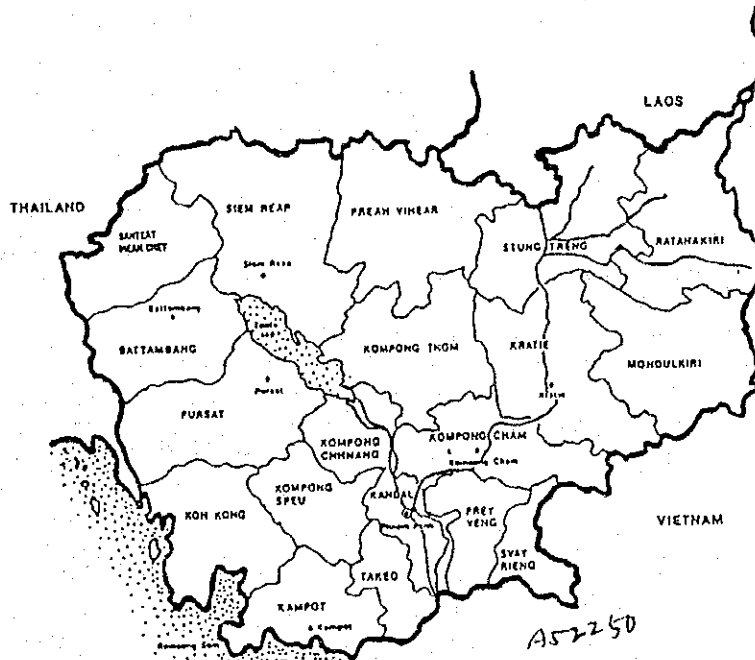 LAOS
THAILAND
SIEM REAP
PREAH VIHEAR
STUNG TRENG
RATANAKIRI
Siem Reap
Battambang
BATTAMBANG
KOMPONG THOM
KRATIE
MONDULKIRI
Pursat
PURSAT
KOMPONG
CHHNANG
KOMPONG CHAM
Kompong Cham
KOMPONG
SPEU
KANDAL
KOH KONG
PREY
VENG
VIETNAM
SVAY
RIENG
TAKEO
KAMPOT
Kampot
A52250